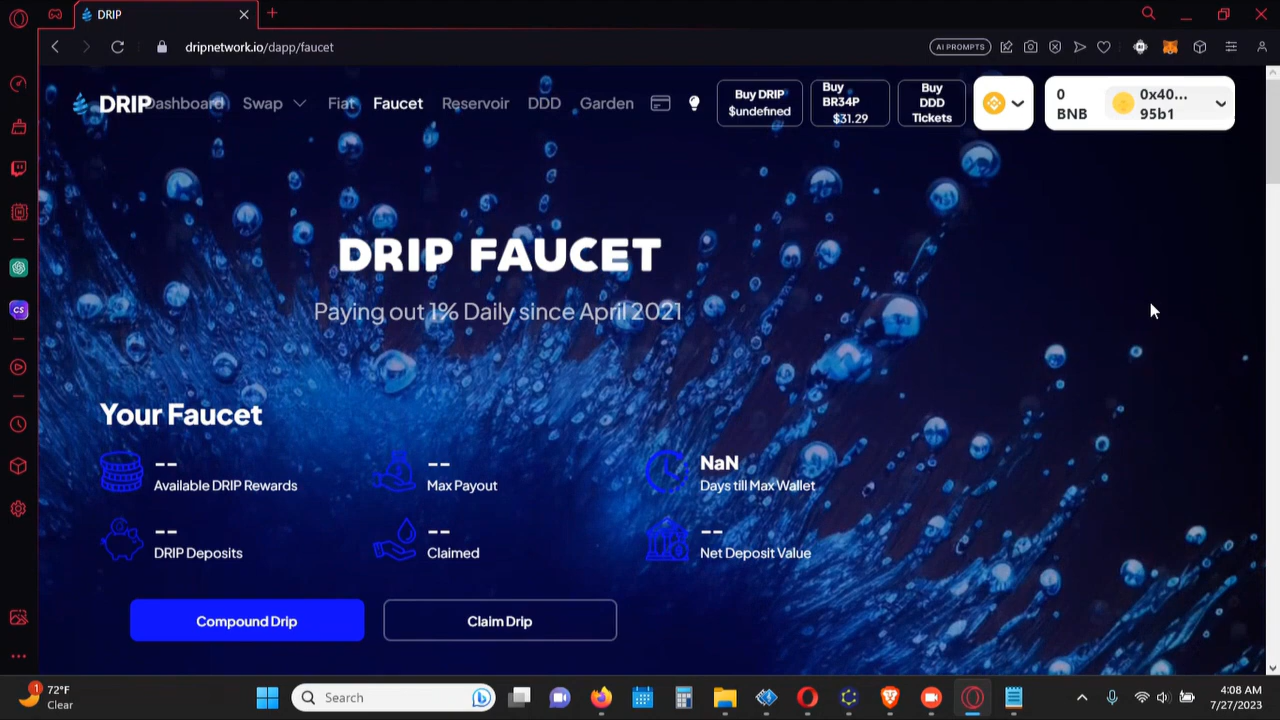 DRIP
dripnetwork.io/dapp/faucet
AI PROMPTS
DRIP
Dashboard
Swap
Fiat
Faucet
Reservoir
DDD
Garden
Buy DRIP
$undefined
Buy
BR34P
$31.29
Buy
DDD
Tickets
0
BNB
0x40...
95b1
DRIP FAUCET
Paying out 1% Daily since April 2021
Your Faucet
--
Available DRIP Rewards
--
Max Payout
NaN
Days till Max Wallet
--
DRIP Deposits
--
Claimed
--
Net Deposit Value
Compound Drip
Claim Drip
CS
1
72°F
Clear
Search
4:08 AM
7/27/2023